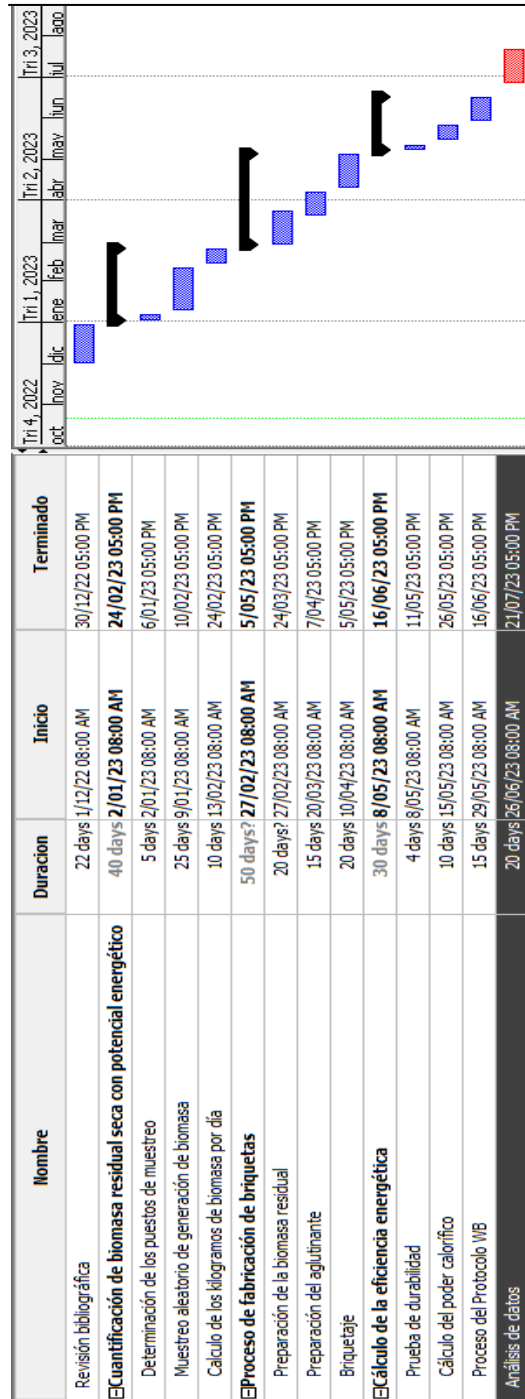 Nombre Duracion Inicio Terminado
Tri 4, 2022 Tri 1, 2023 Tri 2, 2023 Tri 3, 2023
oct nov dic ene feb mar abr may jun jul ago
Revisión bibliográfica 22 days 1/12/22 08:00 AM 30/12/22 05:00 PM
Cuantificación de biomasa residual seca con potencial energético 40 days 2/01/23 08:00 AM 24/02/23 05:00 PM
Determinación de los puestos de muestreo 5 days 2/01/23 08:00 AM 6/01/23 05:00 PM
Muestreo aleatorio de generación de biomasa 25 days 9/01/23 08:00 AM 10/02/23 05:00 PM
Calculo de los kilogramos de biomasa por día 10 days 13/02/23 08:00 AM 24/02/23 05:00 PM
Proceso de fabricación de briquetas 50 days? 27/02/23 08:00 AM 5/05/23 05:00 PM
Preparación de la biomasa residual 20 days? 27/02/23 08:00 AM 24/03/23 05:00 PM
Preparación del aglutinante 15 days 20/03/23 08:00 AM 7/04/23 05:00 PM
Briquetaje 20 days 10/04/23 08:00 AM 5/05/23 05:00 PM
Cálculo de la eficiencia energética 30 days 8/05/23 08:00 AM 16/06/23 05:00 PM
Prueba de durabilidad 4 days 8/05/23 08:00 AM 11/05/23 05:00 PM
Cálculo del poder calorífico 10 days 15/05/23 08:00 AM 26/05/23 05:00 PM
Proceso del Protocolo WB 15 days 29/05/23 08:00 AM 16/06/23 05:00 PM
Análisis de datos 20 days 26/06/23 08:00 AM 21/07/23 05:00 PM